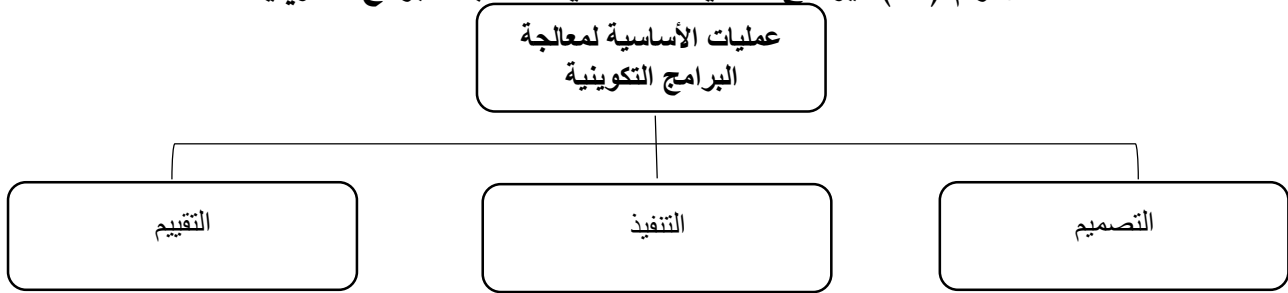 عمليات الأساسية لمعالجة
البرامج التكوينية
التصميم
التنفيذ
التقييم